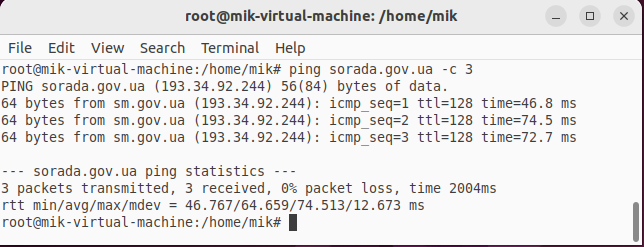 root@mik-virtual-machine: /home/mik
File Edit View Search Terminal Help
root@mik-virtual-machine:/home/mik# ping sorada.gov.ua -c 3
PING sorada.gov.ua (193.34.92.244) 56(84) bytes of data.
64 bytes from sm.gov.ua (193.34.92.244): icmp_seq=1 ttl=128 time=46.8 ms
64 bytes from sm.gov.ua (193.34.92.244): icmp_seq=2 ttl=128 time=74.5 ms
64 bytes from sm.gov.ua (193.34.92.244): icmp_seq=3 ttl=128 time=72.7 ms
--- sorada.gov.ua ping statistics ---
3 packets transmitted, 3 received, 0% packet loss, time 2004ms
rtt min/avg/max/mdev = 46.767/64.659/74.513/12.673 ms
root@mik-virtual-machine:/home/mik#